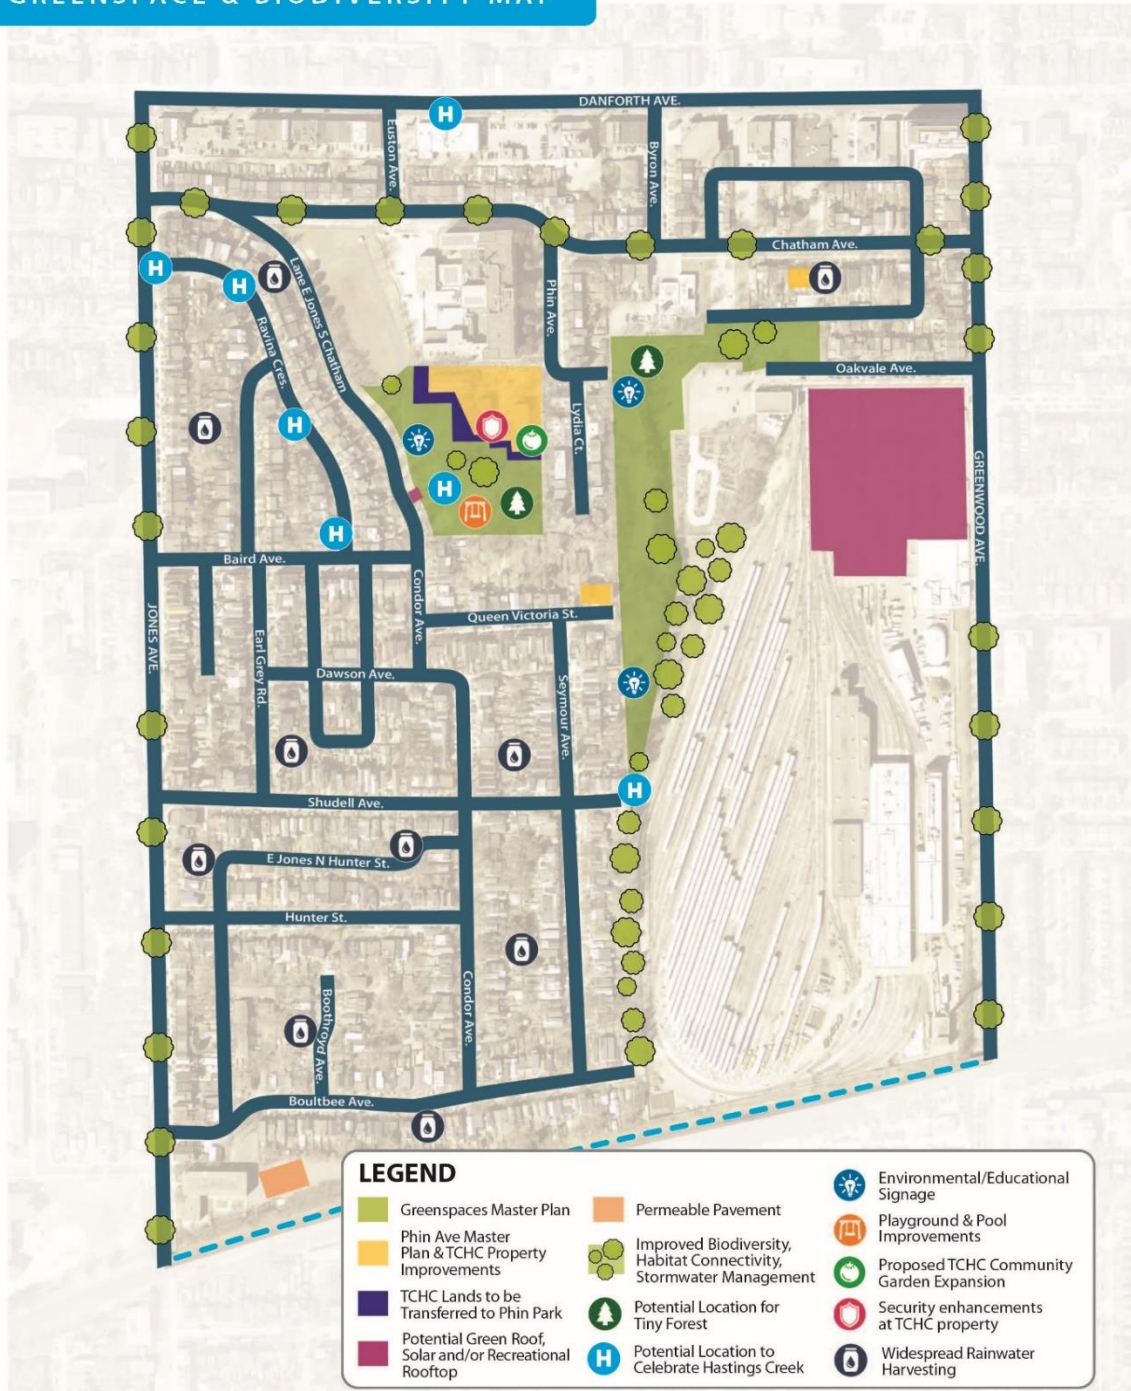 GREENSPACE & BIODIVERSITY MAP
DANFORTH AVE.
H
Euston Ave.
Byron Ave.
Chatham Ave.
H
H
Lane E Jones S Chatham
Phin Ave.
Ravina Cres.
Oakvale Ave.
H
Lydia Ct.
GREENWOOD AVE.
H
H
Baird Ave.
Condor Ave.
JONES AVE.
Queen Victoria St.
Earl Grey Rd.
Dawson Ave.
Seymour Ave.
H
Shudell Ave.
E Jones N Hunter St.
Hunter St.
Boothroyd Ave.
Condor Ave.
Boultbee Ave.
LEGEND
Greenspaces Master Plan
Phin Ave Master
Plan & TCHC Property
Improvements
TCHC Lands to be
Transferred to Phin Park
Potential Green Roof,
Solar and/or Recreational
Rooftop
Permeable Pavement
Improved Biodiversity,
Habitat Connectivity,
Stormwater Management
Potential Location for
Tiny Forest
H
Potential Location to
Celebrate Hastings Creek
Environmental/Educational
Signage
Playground & Pool
Improvements
Proposed TCHC Community
Garden Expansion
Security enhancements
at TCHC property
Widespread Rainwater
Harvesting